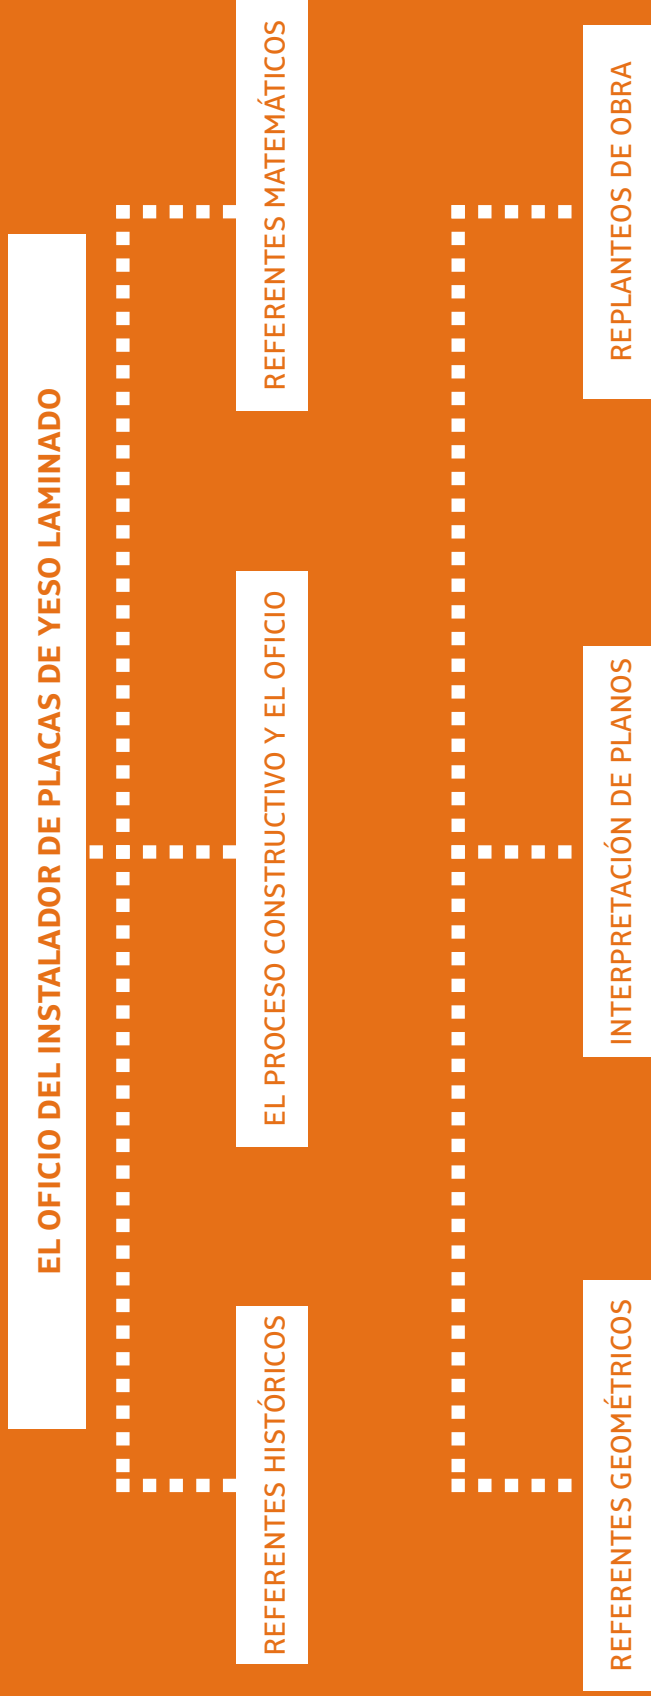 EL OFICIO DEL INSTALADOR DE PLACAS DE YESO LAMINADO
REFERENTES HISTÓRICOS
EL PROCESO CONSTRUCTIVO Y EL OFICIO
REFERENTES MATEMÁTICOS
REFERENTES GEOMÉTRICOS
INTERPRETACIÓN DE PLANOS
REPLANTEOS DE OBRA